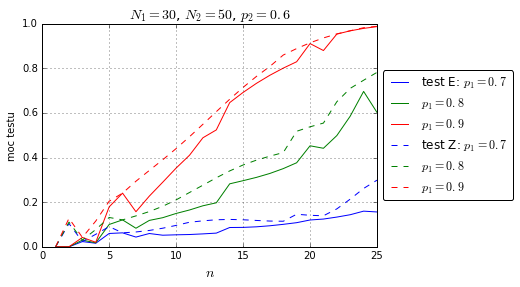 N₁ = 30, N₂ = 50, p₂ = 0.6
moc testu
1.0
0.8
0.6
0.4
0.2
0.0
0 5 10 15 20 25
n
test E: p₁ = 0.7
p₁ = 0.8
p₁ = 0.9
test Z: p₁ = 0.7
p₁ = 0.8
p₁ = 0.9